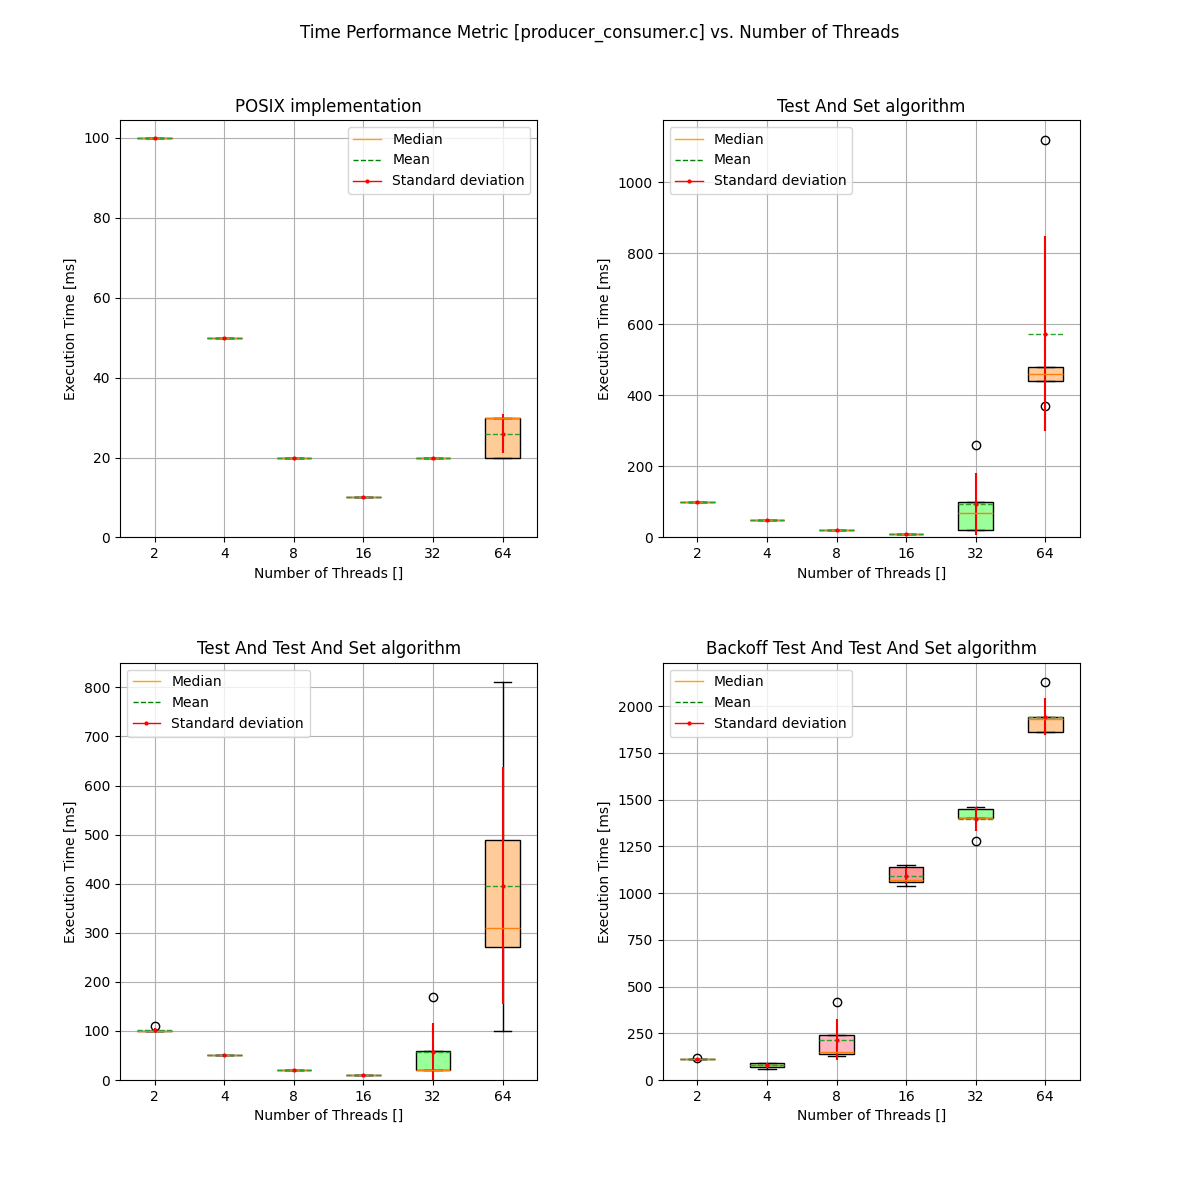 Time Performance Metric [producer_consumer.c] vs. Number of Threads
POSIX implementation
Median
Mean
Standard deviation
100
80
60
40
20
0
Execution Time [ms]
2 4 8 16 32 64
Number of Threads []
Test And Set algorithm
Median
Mean
Standard deviation
1000
800
600
400
200
0
Execution Time [ms]
2 4 8 16 32 64
Number of Threads []
Test And Test And Set algorithm
Median
Mean
Standard deviation
800
700
600
500
400
300
200
100
0
Execution Time [ms]
2 4 8 16 32 64
Number of Threads []
Backoff Test And Test And Set algorithm
Median
Mean
Standard deviation
2000
1750
1500
1250
1000
750
500
250
0
Execution Time [ms]
2 4 8 16 32 64
Number of Threads []